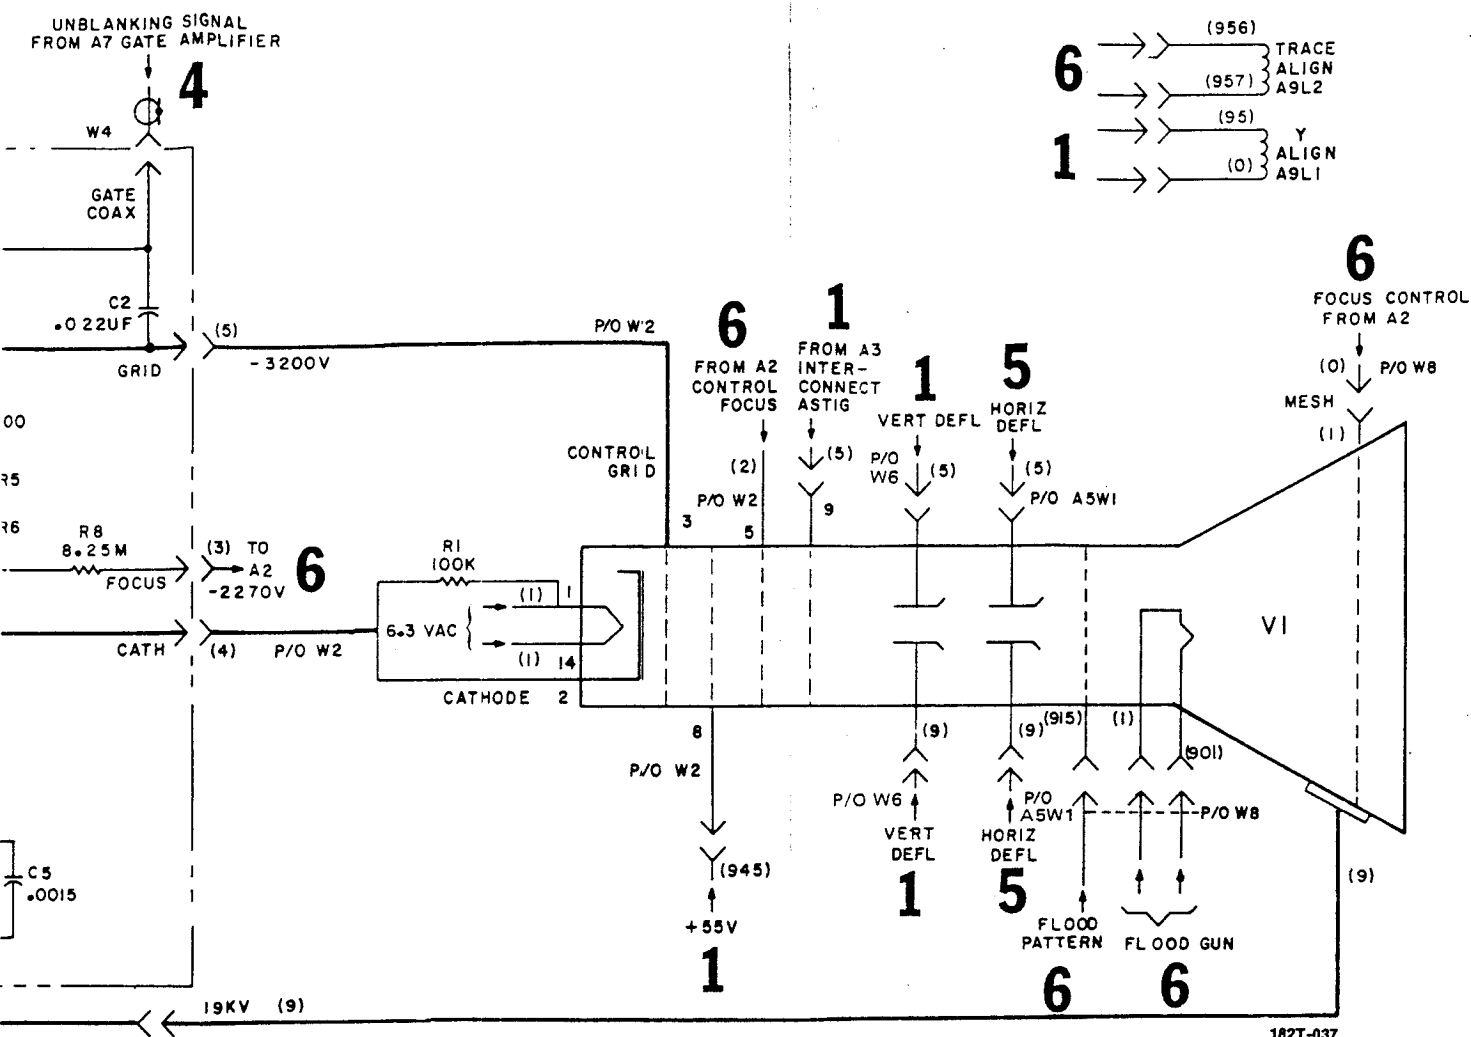 UNBLANKING SIGNAL
FROM A7 GATE AMPLIFIER
4
W4
GATE
COAX
C2
.022UF
GRID
(5)
-3200V
P/O W2
(956)
6
TRACE
ALIGN
A9L2
(957)
(95)
1
Y
ALIGN
A9L1
(0)
6
FOCUS CONTROL
FROM A2
(0)
P/O W8
MESH
(1)
6
FROM A2
CONTROL
FOCUS
(2)
P/O W2
5
1
FROM A3
INTER-
CONNECT
ASTIG
(5)
9
1
VERT DEFL
P/O
W6
(5)
5
HORIZ
DEFL
(5)
P/O A5W1
CONTROL
GRID
3
00
R5
R6
R8
8.25M
FOCUS
(3) TO
A2
-2270V
6
CATH
(4)
P/O W2
R1
100K
(1)
1
6.3 VAC
(1)
14
CATHODE 2
V1
8
P/O W2
(945)
+55V
1
(9)
P/O W6
VERT
DEFL
1
(9)
P/O
A5W1
HORIZ
DEFL
5
(915)
(1)
(901)
P/O W8
FLOOD
PATTERN
6
FLOOD GUN
6
(9)
C5
.0015
19KV (9)
182T-037